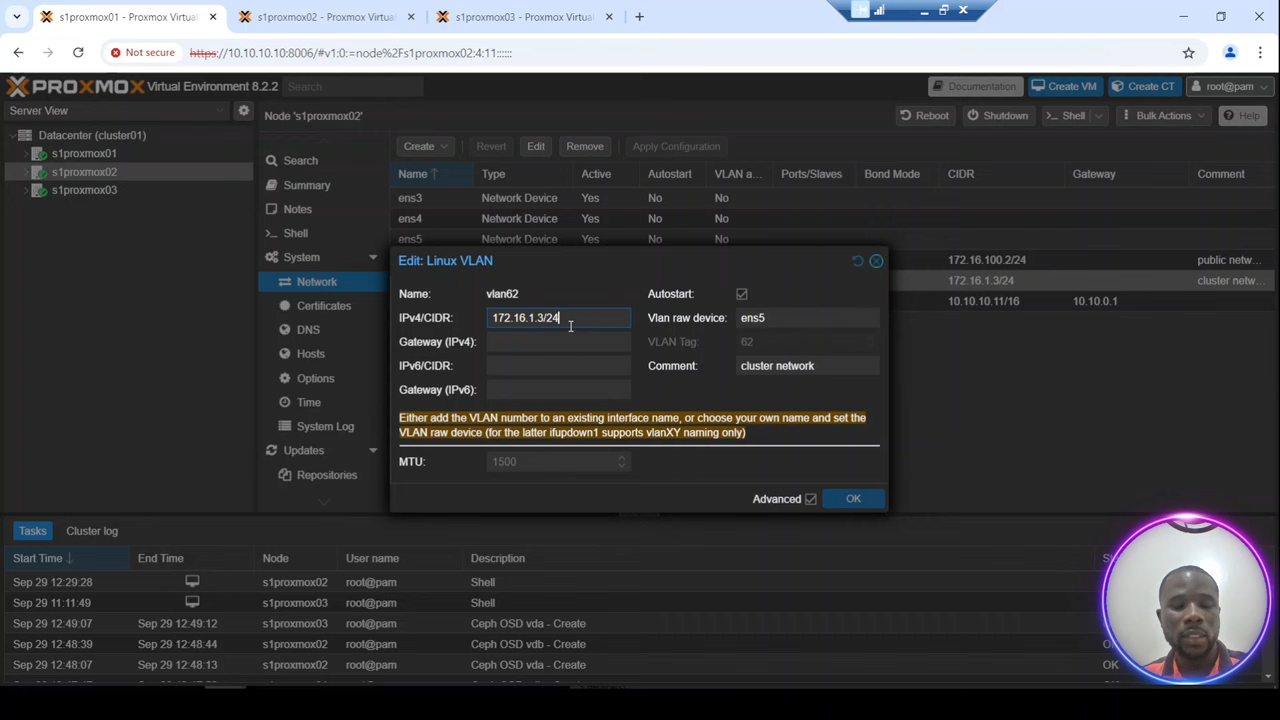 s1proxmox01 - Proxmox Virtual
s1proxmox02 - Proxmox Virtual
s1proxmox03 - Proxmox Virtual
Not secure https://10.10.10.10:8006/#v1:0:=node%2Fs1proxmox02:4:11::::::
PROXMOX Virtual Environment 8.2.2 Search Documentation Create VM Create CT root@pam
Server View Node 's1proxmox02' Reboot Shutdown >_ Shell Bulk Actions Help
Datacenter (cluster01)
s1proxmox01
s1proxmox02
s1proxmox03
Search
Summary
Notes
>_ Shell
System
Network
Certificates
DNS
Hosts
Options
Time
System Log
Updates
Repositories
Create Revert Edit Remove Apply Configuration
Name Type Active Autostart VLAN a... Ports/Slaves Bond Mode CIDR Gateway Comment
ens3 Network Device Yes No No
ens4 Network Device Yes No No
ens5 Network Device Yes No No
172.16.100.2/24 public netw...
172.16.1.3/24 cluster netw...
10.10.10.11/16 10.10.0.1
Edit: Linux VLAN
Name: vlan62 Autostart:
IPv4/CIDR: 172.16.1.3/24 Vlan raw device: ens5
Gateway (IPv4): VLAN Tag: 62
IPv6/CIDR: Comment: cluster network
Gateway (IPv6):
Either add the VLAN number to an existing interface name, or choose your own name and set the
VLAN raw device (for the latter ifupdown1 supports vlanXY naming only)
MTU: 1500
Advanced OK
Tasks Cluster log
Start Time End Time Node User name Description
Sep 29 12:29:28 s1proxmox02 root@pam Shell
Sep 29 11:11:49 s1proxmox03 root@pam Shell
Sep 29 12:49:07 Sep 29 12:49:12 s1proxmox03 root@pam Ceph OSD vda - Create
Sep 29 12:48:39 Sep 29 12:48:44 s1proxmox02 root@pam Ceph OSD vdb - Create
Sep 29 12:48:07 Sep 29 12:48:13 s1proxmox02 root@pam Ceph OSD vda - Create OK